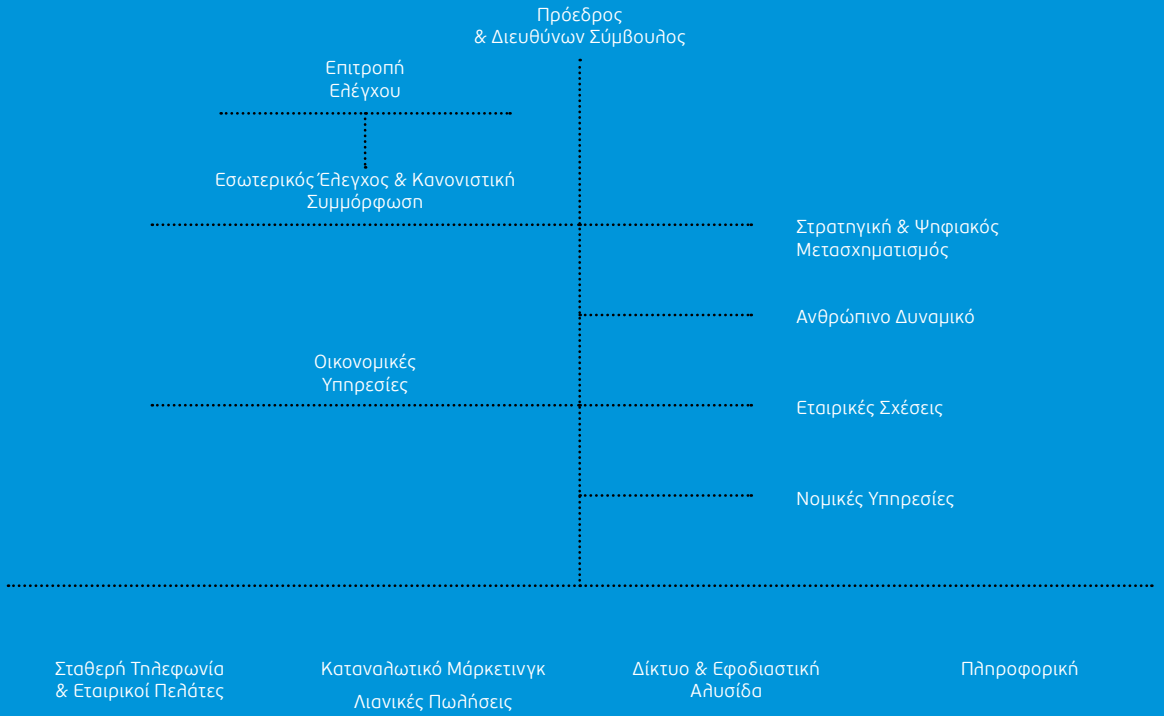 Πρόεδρος
& Διευθύνων Σύμβουλος
Επιτροπή
Ελέγχου
Εσωτερικός Έλεγχος & Κανονιστική
Συμμόρφωση
Στρατηγική & Ψηφιακός
Μετασχηματισμός
Ανθρώπινο Δυναμικό
Οικονομικές
Υπηρεσίες
Εταιρικές Σχέσεις
Νομικές Υπηρεσίες
Σταθερή Τηλεφωνία
& Εταιρικοί Πελάτες
Καταναλωτικό Μάρκετινγκ
Λιανικές Πωλήσεις
Δίκτυο & Εφοδιαστική
Αλυσίδα
Πληροφορική